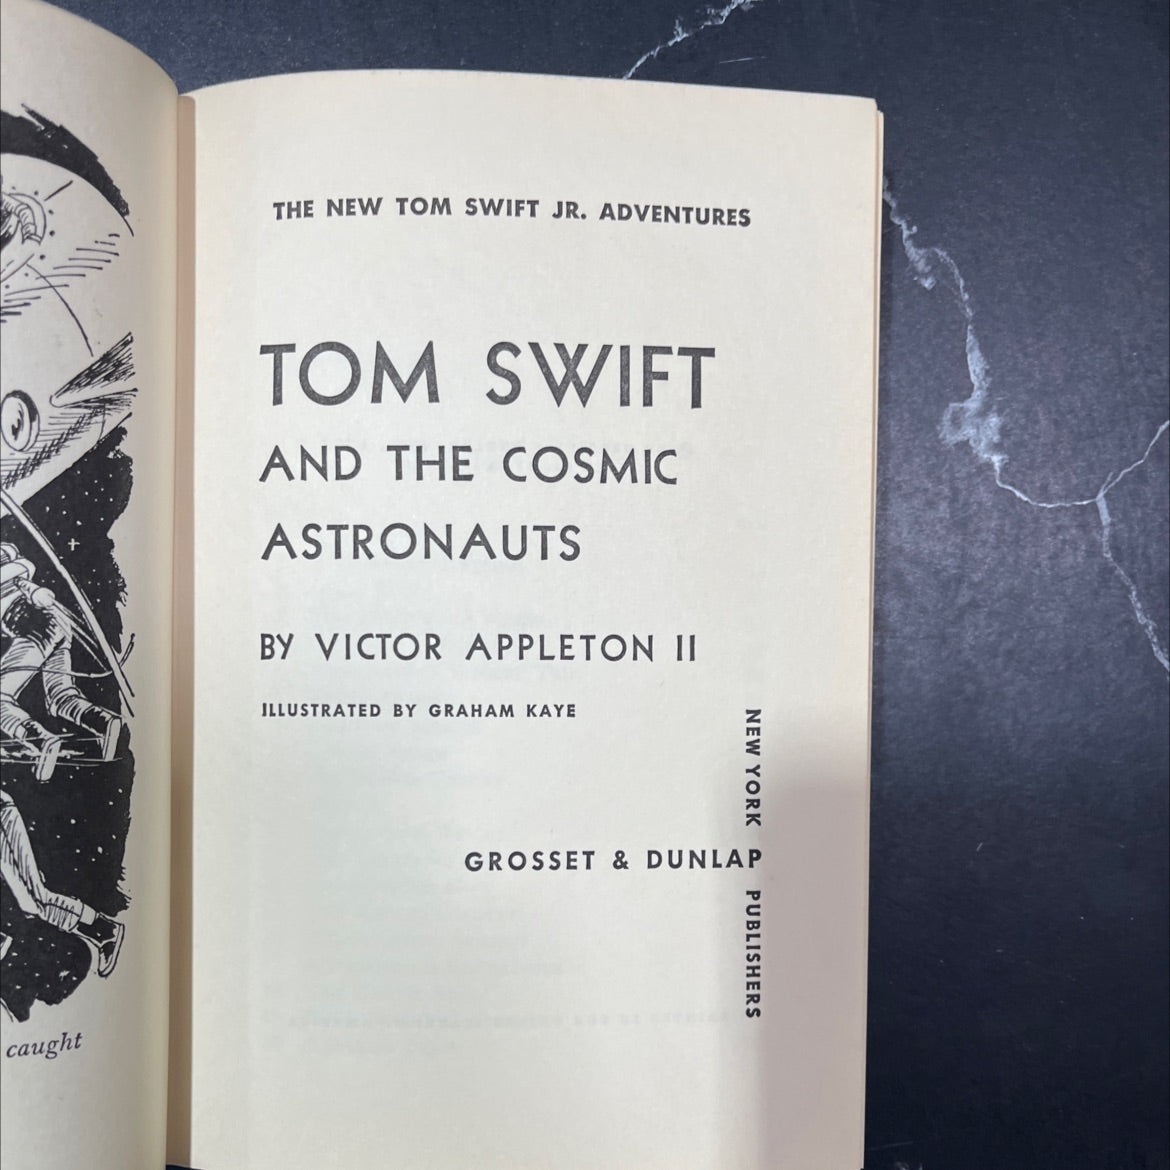 THE NEW TOM SWIFT JR. ADVENTURES
TOM SWIFT
AND THE COSMIC
ASTRONAUTS
BY VICTOR APPLETON II
ILLUSTRATED BY GRAHAM KAYE
NEW YORK
GROSSET & DUNLAP
PUBLISHERS
caught